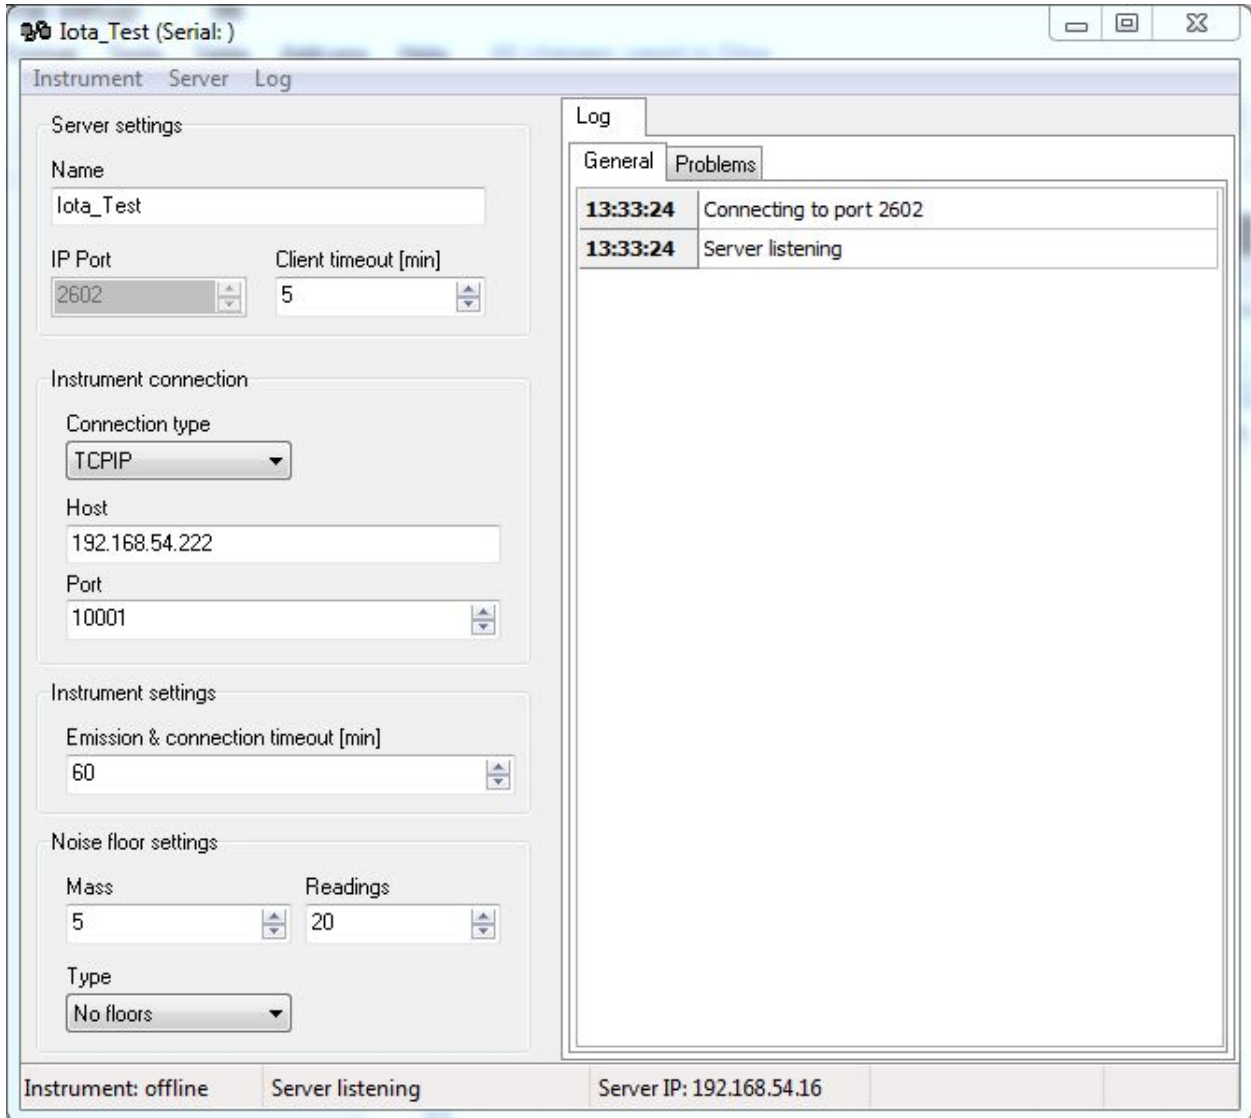 Iota_Test (Serial: )
Instrument Server Log
Server settings
Name
Iota_Test
IP Port Client timeout [min]
2602 5
Instrument connection
Connection type
TCPIP
Host
192.168.54.222
Port
10001
Instrument settings
Emission & connection timeout [min]
60
Noise floor settings
Mass Readings
5 20
Type
No floors
Log
General Problems
13:33:24 Connecting to port 2602
13:33:24 Server listening
Instrument: offline Server listening Server IP: 192.168.54.16